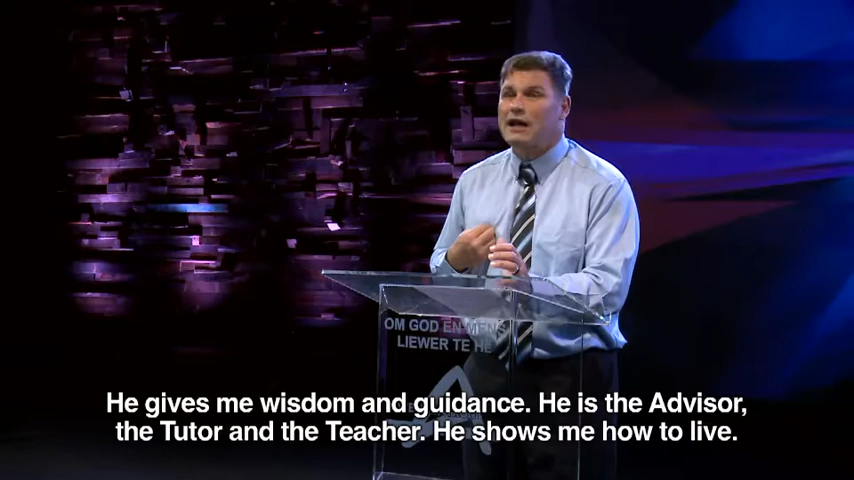 OM GOD EN MENS
LIEWER TE HÊ
He gives me wisdom and guidance. He is the Advisor,
the Tutor and the Teacher. He shows me how to live.